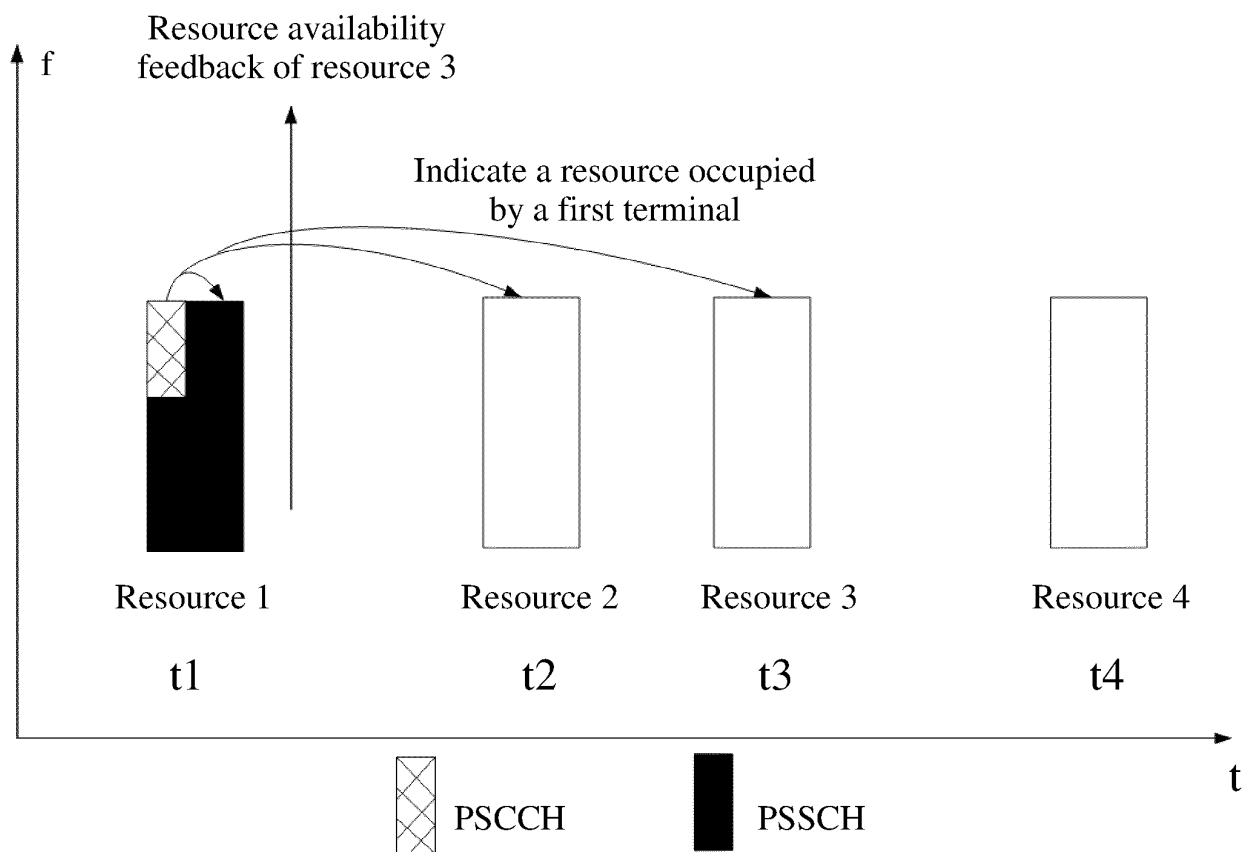 Resource availability
feedback of resource 3
f
Indicate a resource occupied
by a first terminal
Resource 1
Resource 2
Resource 3
Resource 4
t1
t2
t3
t4
t
PSCCH
PSSCH